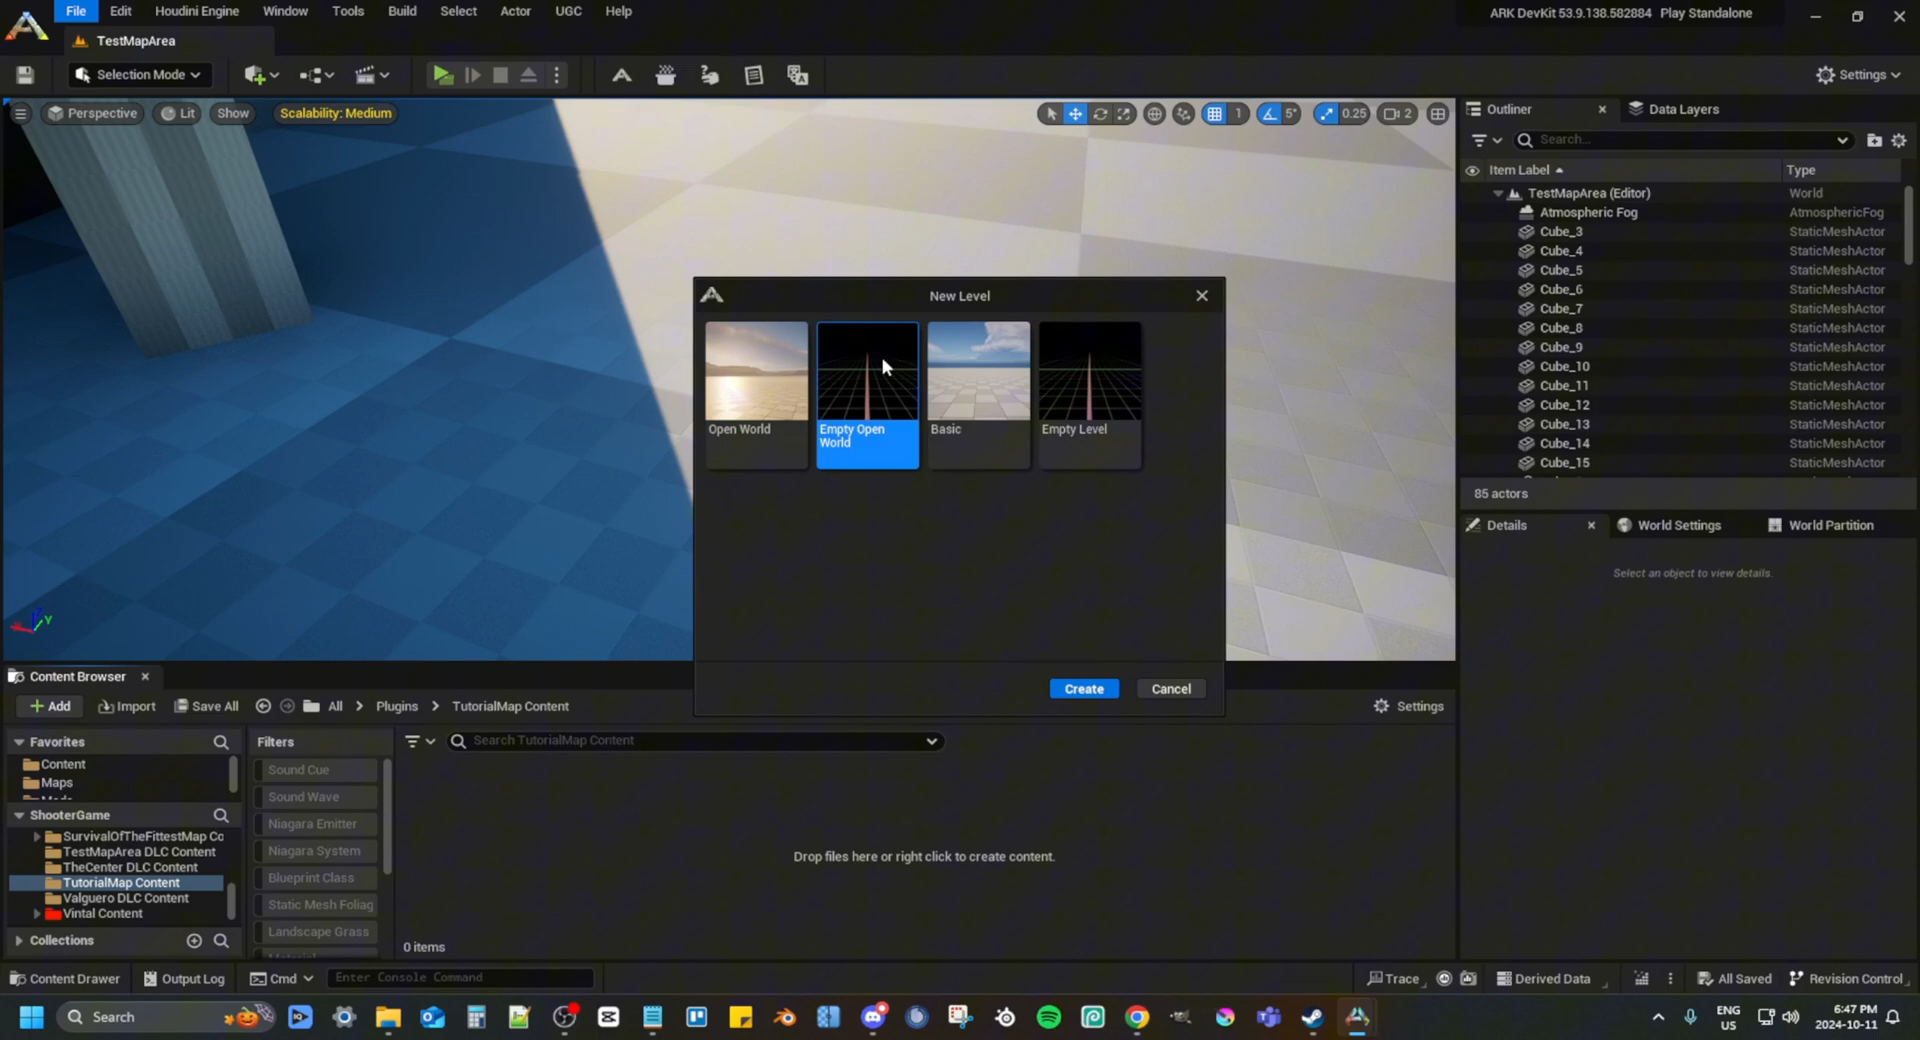 File Edit Houdini Engine Window Tools Build Select Actor UGC Help
ARK DevKit 53.9.138.582884 Play Standalone
TestMapArea
Selection Mode
Settings
Perspective Lit Show Scalability: Medium
1 5° 0.25 2
Outliner Data Layers
Search...
Item Label Type
TestMapArea (Editor) World
Atmospheric Fog AtmosphericFog
Cube_3 StaticMeshActor
Cube_4 StaticMeshActor
Cube_5 StaticMeshActor
Cube_6 StaticMeshActor
Cube_7 StaticMeshActor
Cube_8 StaticMeshActor
Cube_9 StaticMeshActor
Cube_10 StaticMeshActor
Cube_11 StaticMeshActor
Cube_12 StaticMeshActor
Cube_13 StaticMeshActor
Cube_14 StaticMeshActor
Cube_15 StaticMeshActor
85 actors
Details World Settings World Partition
Select an object to view details.
New Level
Open World
Empty Open
World
Basic
Empty Level
Create Cancel
Y
Content Browser
Add Import Save All All Plugins TutorialMap Content Settings
Favorites
Content
Maps
ShooterGame
SurvivalOfTheFittestMap Co
TestMapArea DLC Content
TheCenter DLC Content
TutorialMap Content
Valguero DLC Content
Vintal Content
Collections
Filters
Sound Cue
Sound Wave
Niagara Emitter
Niagara System
Blueprint Class
Static Mesh Foliag
Landscape Grass
Search TutorialMap Content
Drop files here or right click to create content.
0 items
Content Drawer Output Log Cmd Enter Console Command Trace Derived Data All Saved Revision Control
Search
ENG
US
6:47 PM
2024-10-11